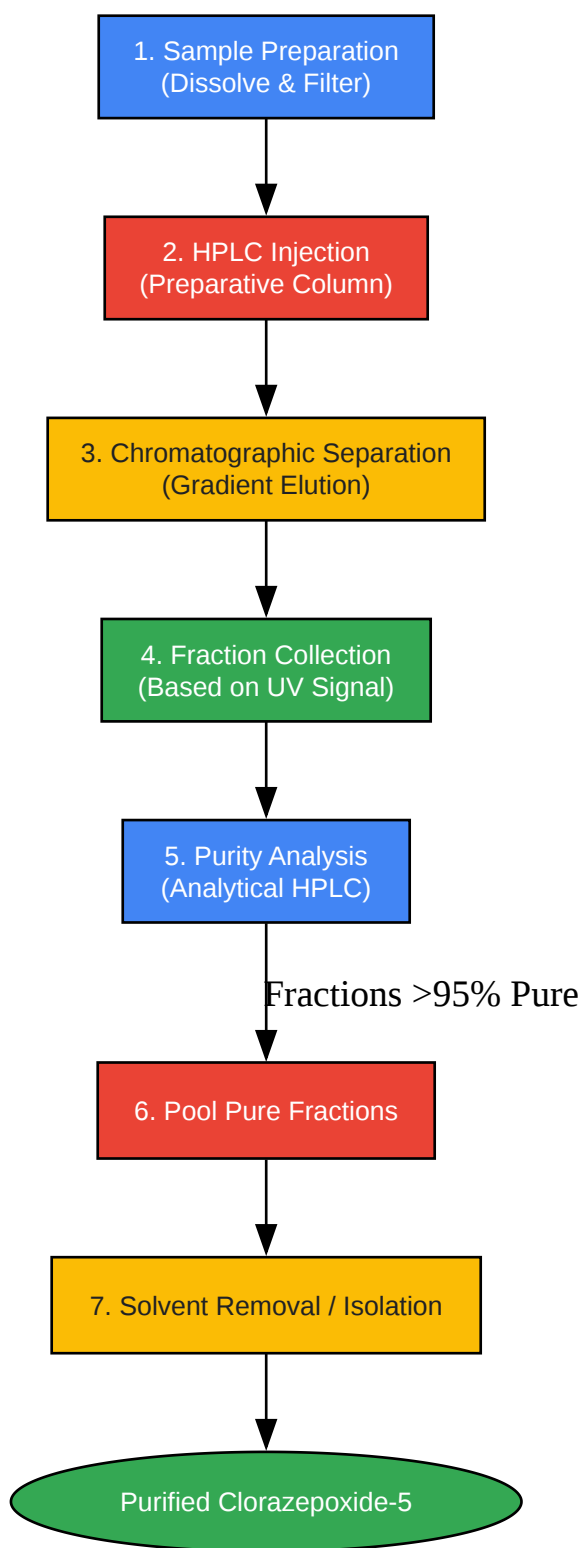 1. Sample Preparation
(Dissolve & Filter)
2. HPLC Injection
(Preparative Column)
3. Chromatographic Separation
(Gradient Elution)
4. Fraction Collection
(Based on UV Signal)
5. Purity Analysis
(Analytical HPLC)
Fractions >95% Pure
6. Pool Pure Fractions
7. Solvent Removal / Isolation
Purified Clorazepoxide-5